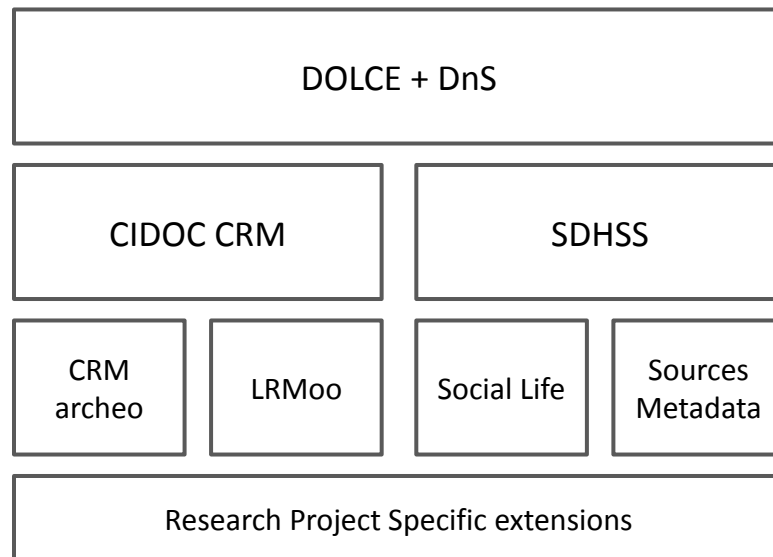 DOLCE + DnS
CIDOC CRM
SDHSS
CRM
archeo
LRMoo
Social Life
Sources
Metadata
Research Project Specific extensions